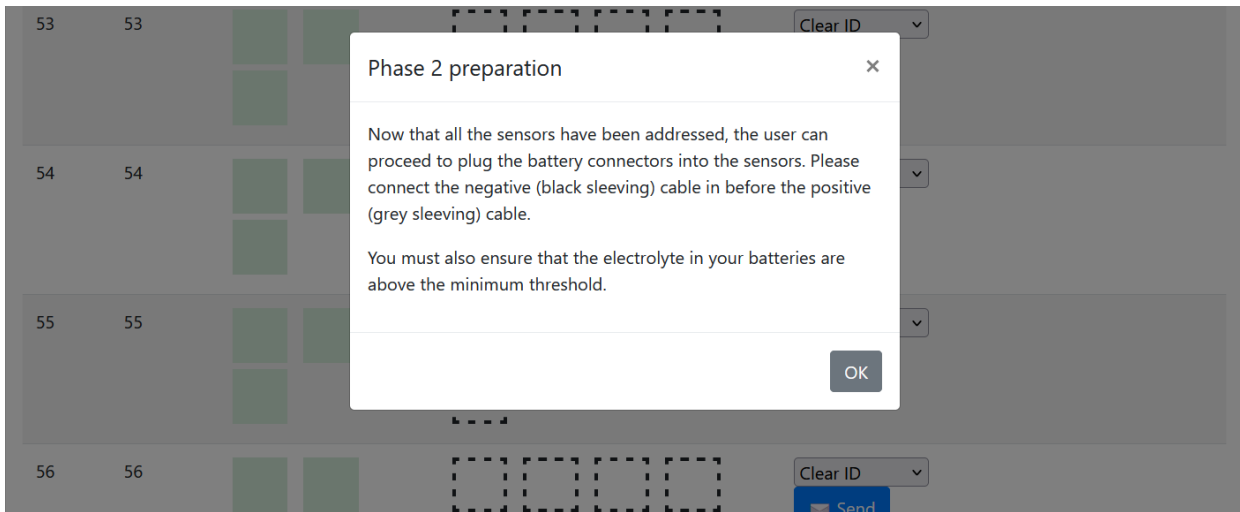 53 53 Clear ID
Phase 2 preparation ×
Now that all the sensors have been addressed, the user can
proceed to plug the battery connectors into the sensors. Please
connect the negative (black sleeving) cable in before the positive
(grey sleeving) cable.
54 54
You must also ensure that the electrolyte in your batteries are
above the minimum threshold.
55 55
OK
56 56 Clear ID
Send